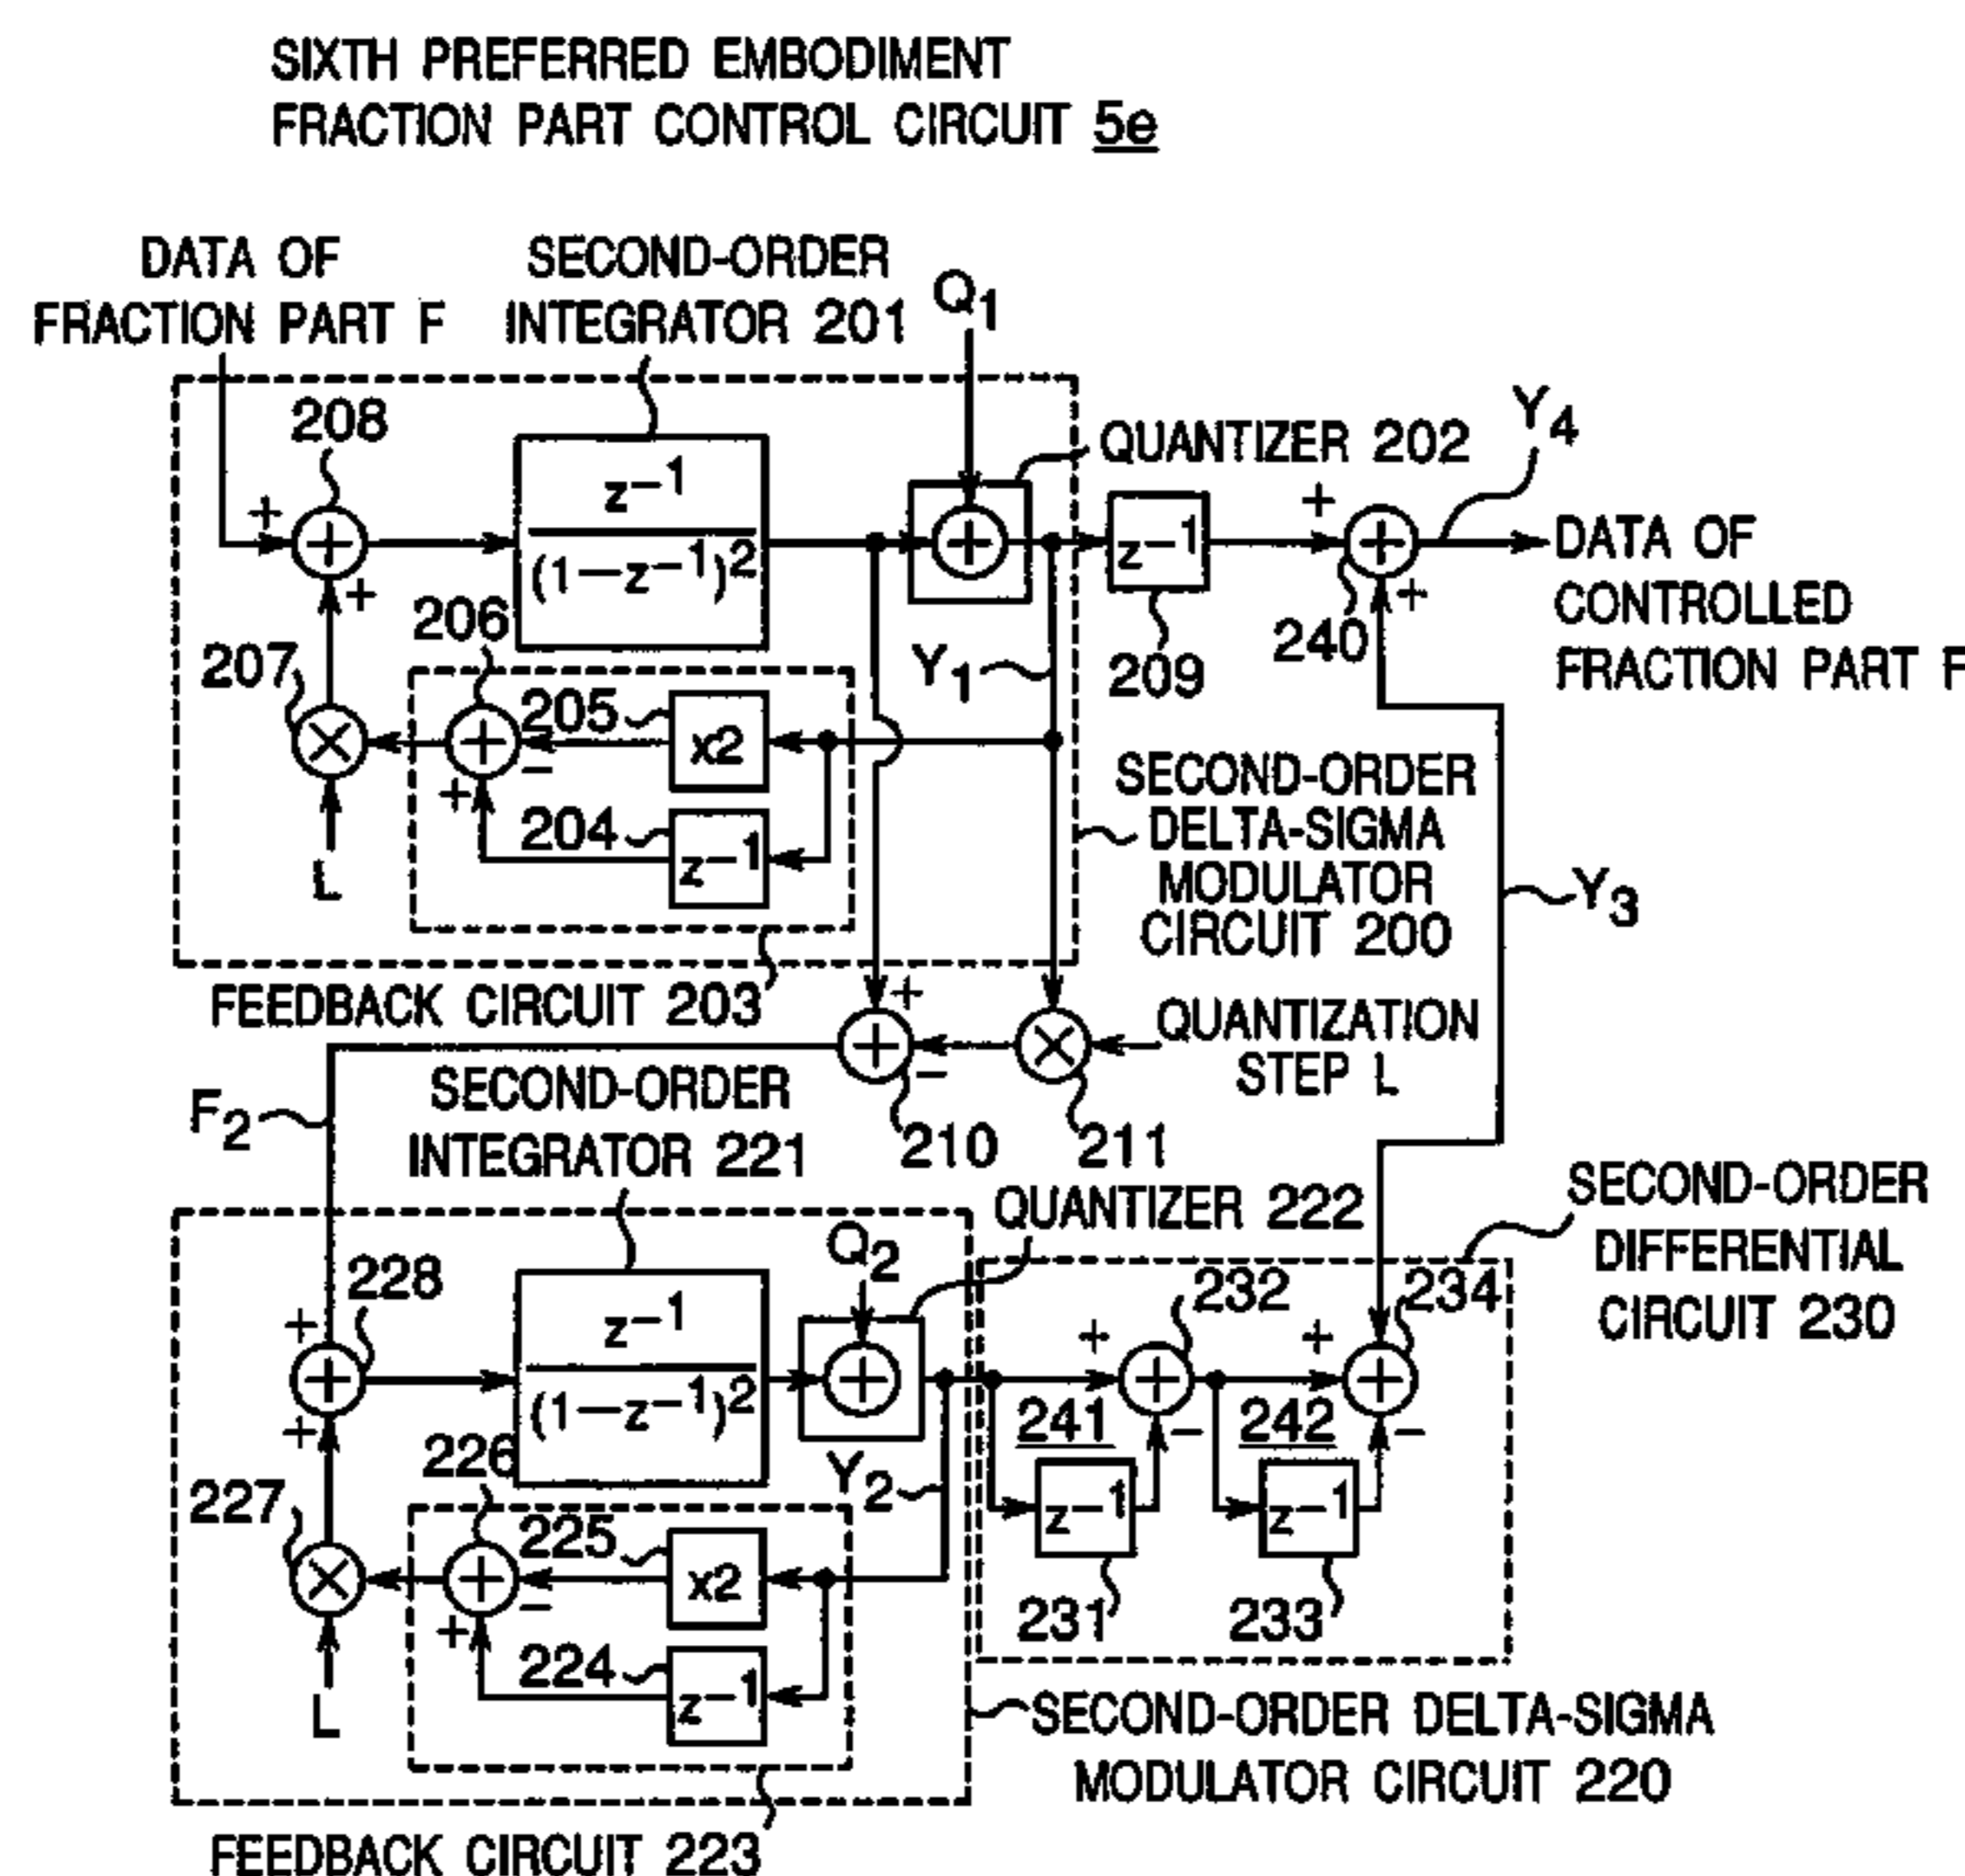 SIXTH PREFERRED EMBODIMENT
FRACTION PART CONTROL CIRCUIT 5e
DATA OF
FRACTION PART F
SECOND-ORDER
INTEGRATOR 201
Q1
208
z−1
(1−z−1)2
QUANTIZER 202
Y4
z−1
209
240
DATA OF
CONTROLLED
FRACTION PART F
+
+
+
+
207
206
205
x2
204
z−1
−
+
L
Y1
SECOND-ORDER
DELTA-SIGMA
MODULATOR
CIRCUIT 200
Y3
FEEDBACK CIRCUIT 203
+
−
210
211
QUANTIZATION
STEP L
F2
SECOND-ORDER
INTEGRATOR 221
QUANTIZER 222
Q2
228
+
+
z−1
(1−z−1)2
Y2
227
226
225
x2
224
z−1
−
+
L
232
234
+
−
+
−
241
242
z−1
z−1
231
233
SECOND-ORDER
DIFFERENTIAL
CIRCUIT 230
SECOND-ORDER DELTA-SIGMA
MODULATOR CIRCUIT 220
FEEDBACK CIRCUIT 223